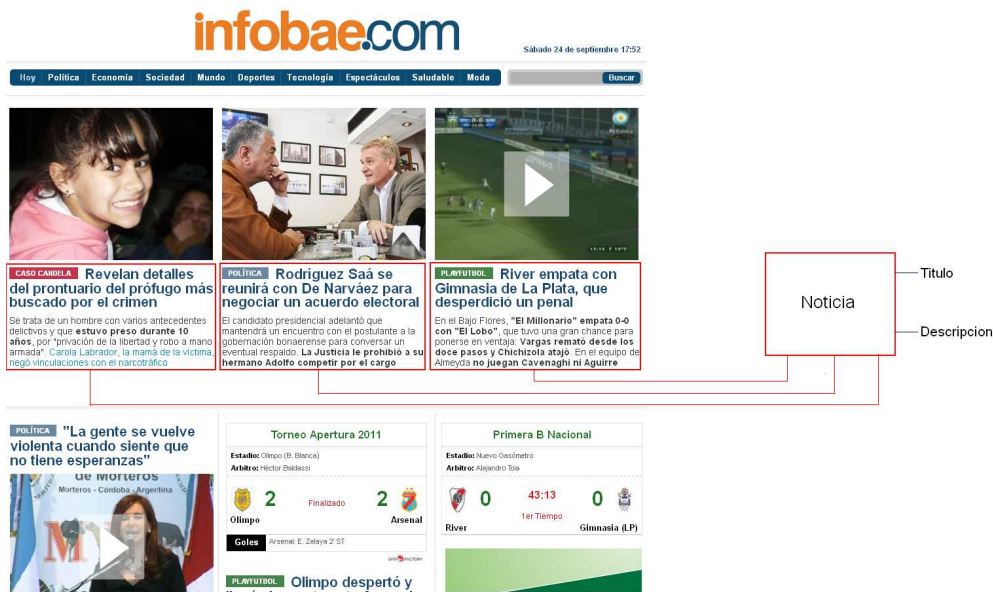 infobae.com
Sábado 24 de septiembre 17:52
Hoy Política Economía Sociedad Mundo Deportes Tecnología Espectáculos Saludable Moda
Buscar
CASO CANDELA Revelan detalles
del prontuario del prófugo más
buscado por el crimen
Se trata de un hombre con varios antecedentes
delictivos y que estuvo preso durante 10
años, por "privación de la libertad y robo a mano
armada". Carola Labrador, la mamá de la víctima,
negó vinculaciones con el narcotráfico
POLÍTICA Rodríguez Saá se
reunirá con De Narváez para
negociar un acuerdo electoral
El candidato presidencial adelantó que
mantendrá un encuentro con el postulante a la
gobernación bonaerense para conversar un
eventual respaldo. La Justicia le prohibió a su
hermano Adolfo competir por el cargo
PLAYFUTBOL River empata con
Gimnasia de La Plata, que
desperdició un penal
En el Bajo Flores, "El Millonario" empata 0-0
con "El Lobo", que tuvo una gran chance para
ponerse en ventaja: Vargas remató desde los
doce pasos y Chichizola atajó. En el equipo de
Almeyda no juegan Cavenaghi ni Aguirre
Noticia
Titulo
Descripcion
POLÍTICA "La gente se vuelve
violenta cuando siente que
no tiene esperanzas"
de Morteros
Morteros - Córdoba - Argentina
Torneo Apertura 2011
Estadio: Olimpo (B. Blanca)
Arbitro: Héctor Baldassi
2 Finalizado 2
Olimpo Arsenal
Goles Arsenal: E. Zelaya 2' ST
DATAFACTORY
PLAYFUTBOL Olimpo despertó y
Primera B Nacional
Estadio: Nuevo Gasómetro
Arbitro: Alejandro Toia
0 43:13 0
1er Tiempo
River Gimnasia (LP)